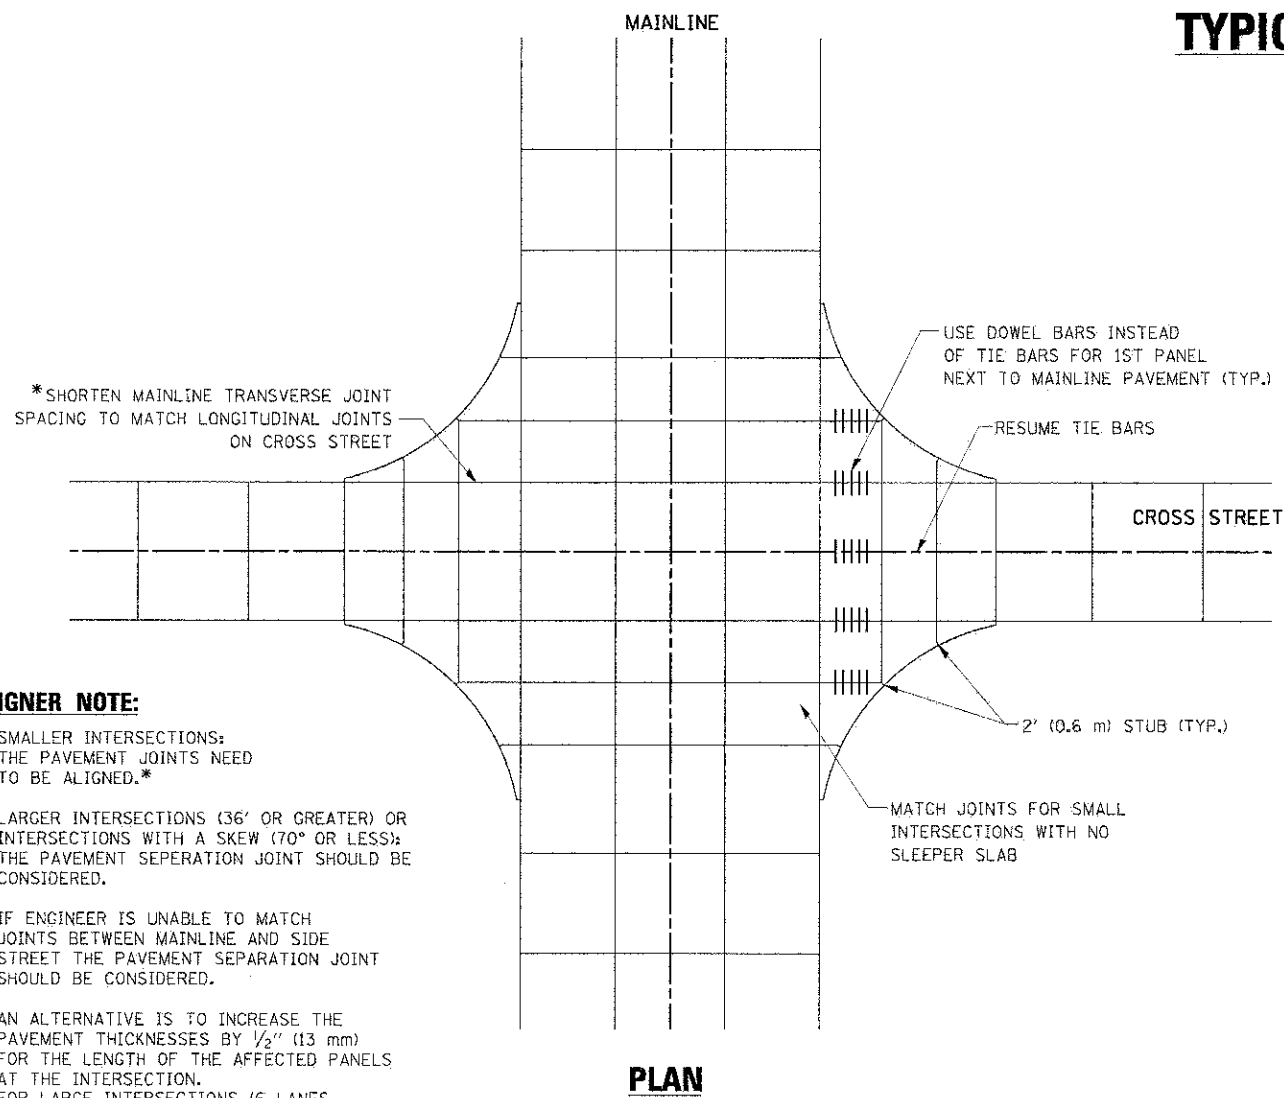 MAINLINE
TYPIC
USE DOWEL BARS INSTEAD
OF TIE BARS FOR 1ST PANEL
NEXT TO MAINLINE PAVEMENT (TYP.)
*SHORTEN MAINLINE TRANSVERSE JOINT
SPACING TO MATCH LONGITUDINAL JOINTS
ON CROSS STREET
RESUME TIE BARS
CROSS STREET
IGNER NOTE:
SMALLER INTERSECTIONS:
THE PAVEMENT JOINTS NEED
TO BE ALIGNED.*
LARGER INTERSECTIONS (36' OR GREATER) OR
INTERSECTIONS WITH A SKEW (70° OR LESS):
THE PAVEMENT SEPERATION JOINT SHOULD BE
CONSIDERED.
IF ENGINEER IS UNABLE TO MATCH
JOINTS BETWEEN MAINLINE AND SIDE
STREET THE PAVEMENT SEPARATION JOINT
SHOULD BE CONSIDERED.
AN ALTERNATIVE IS TO INCREASE THE
PAVEMENT THICKNESSES BY 1/2" (13 mm)
FOR THE LENGTH OF THE AFFECTED PANELS
AT THE INTERSECTION.
FOR LARGE INTERSECTIONS (6 LANES
2' (0.6 m) STUB (TYP.)
MATCH JOINTS FOR SMALL
INTERSECTIONS WITH NO
SLEEPER SLAB
PLAN